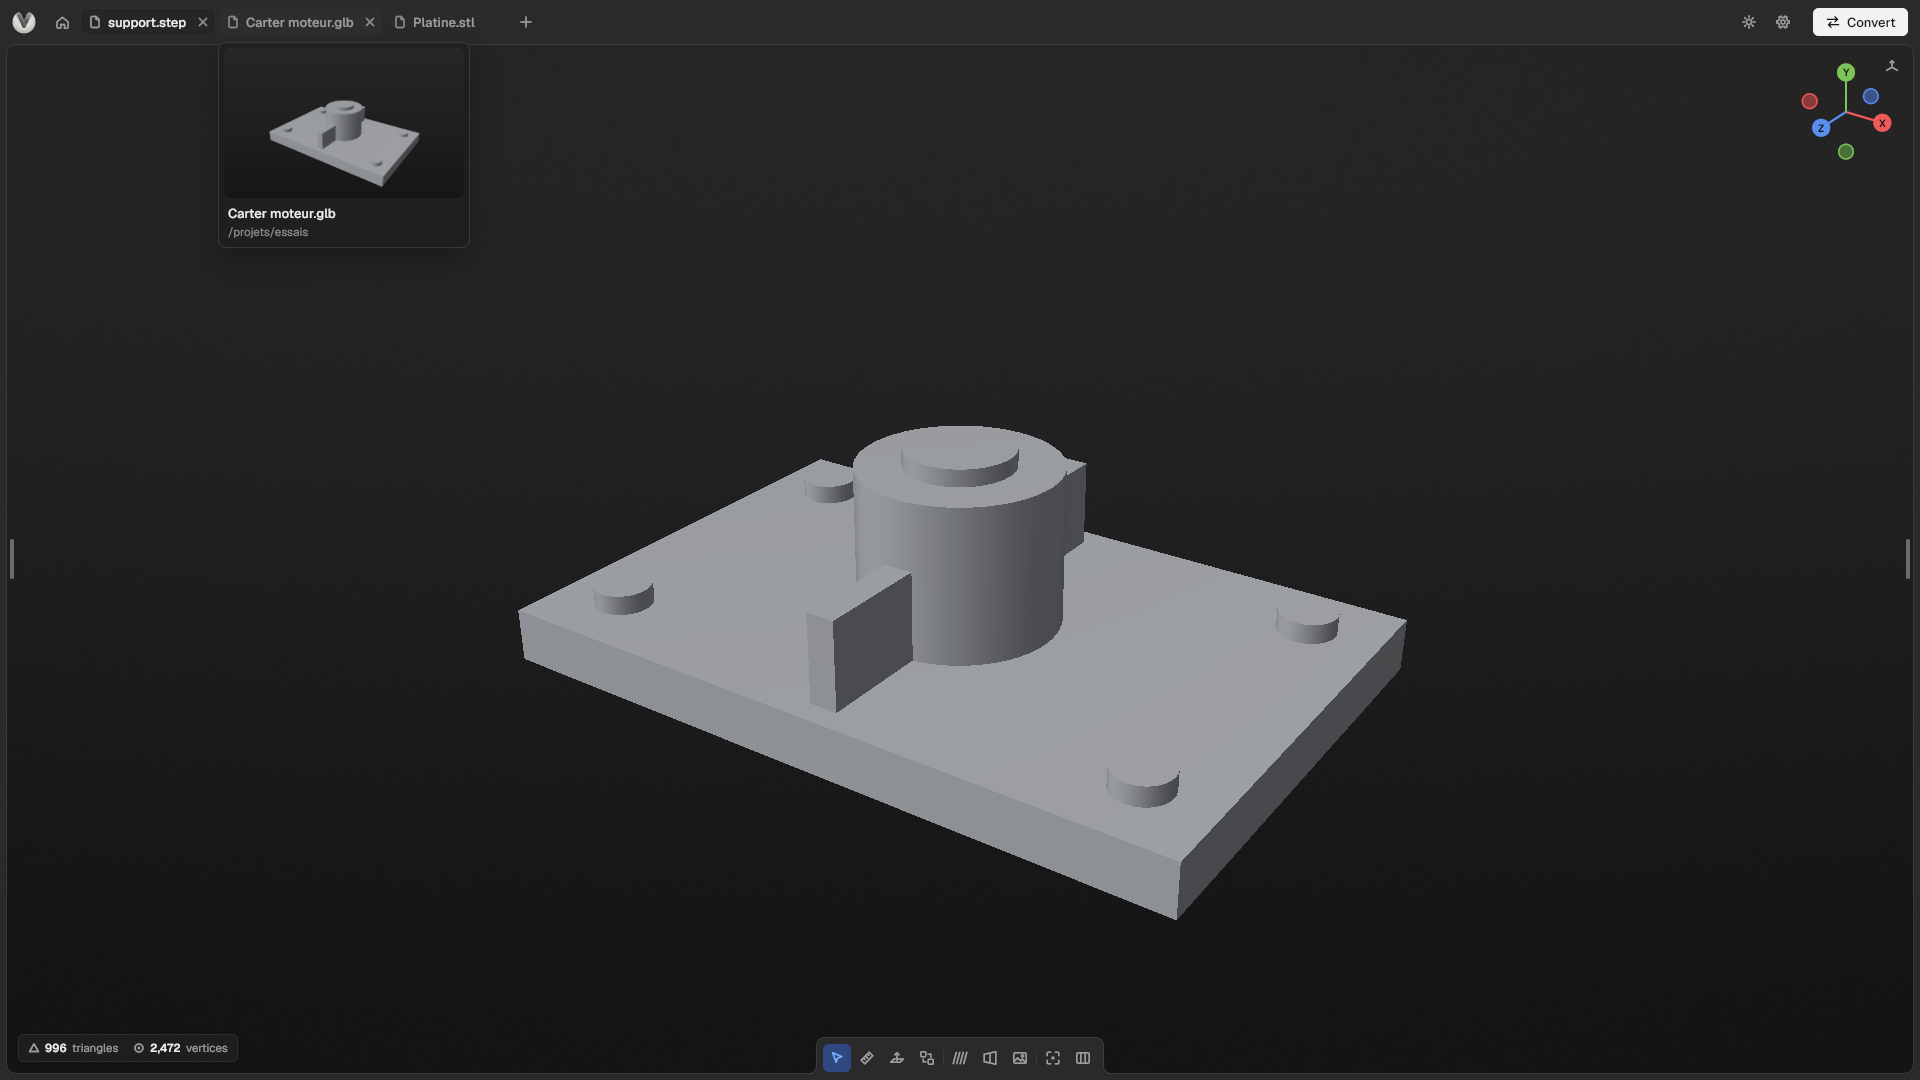 support.step
Carter moteur.glb
Platine.stl
Convert
Carter moteur.glb
/projets/essais
Y
X
Z
996 triangles
2,472 vertices